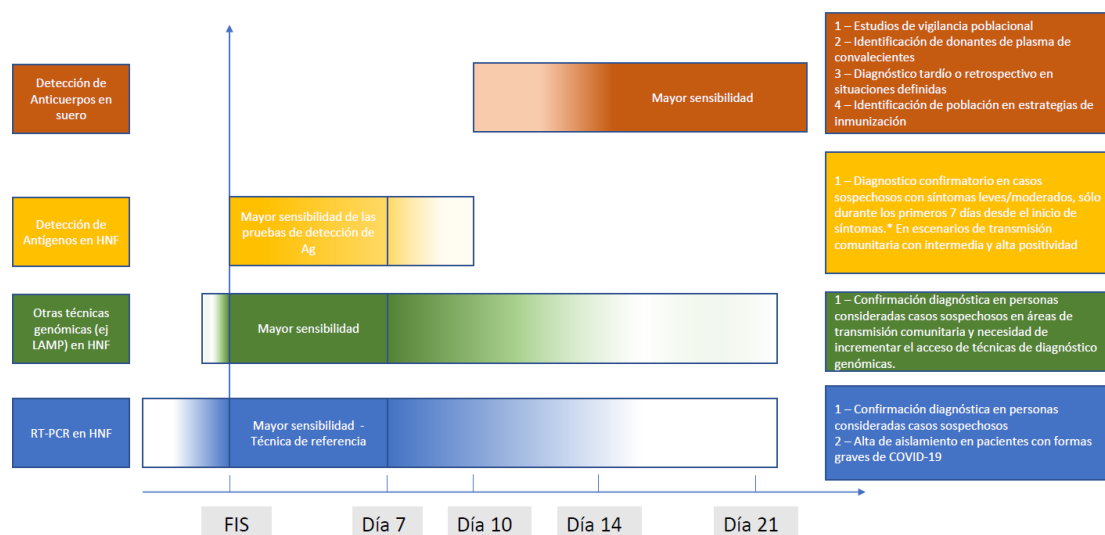 Detección de
Anticuerpos en
suero
Mayor sensibilidad
1 – Estudios de vigilancia poblacional
2 – Identificación de donantes de plasma de
convalecientes
3 – Diagnóstico tardío o retrospectivo en
situaciones definidas
4 – Identificación de población en estrategias de
inmunización
Detección de
Antígenos en HNF
Mayor sensibilidad de las
pruebas de detección de
Ag
1 – Diagnostico confirmatorio en casos
sospechosos con síntomas leves/moderados, sólo
durante los primeros 7 días desde el inicio de
síntomas.* En escenarios de transmisión
comunitaria con intermedia y alta positividad
Otras técnicas
genómicas (ej
LAMP) en HNF
Mayor sensibilidad
1 – Confirmación diagnóstica en personas
consideradas casos sospechosos en áreas de
transmisión comunitaria y necesidad de
incrementar el acceso de técnicas de diagnóstico
genómicas.
RT-PCR en HNF
Mayor sensibilidad -
Técnica de referencia
1 – Confirmación diagnóstica en personas
consideradas casos sospechosos
2 – Alta de aislamiento en pacientes con formas
graves de COVID-19
FIS
Día 7
Día 10
Día 14
Día 21